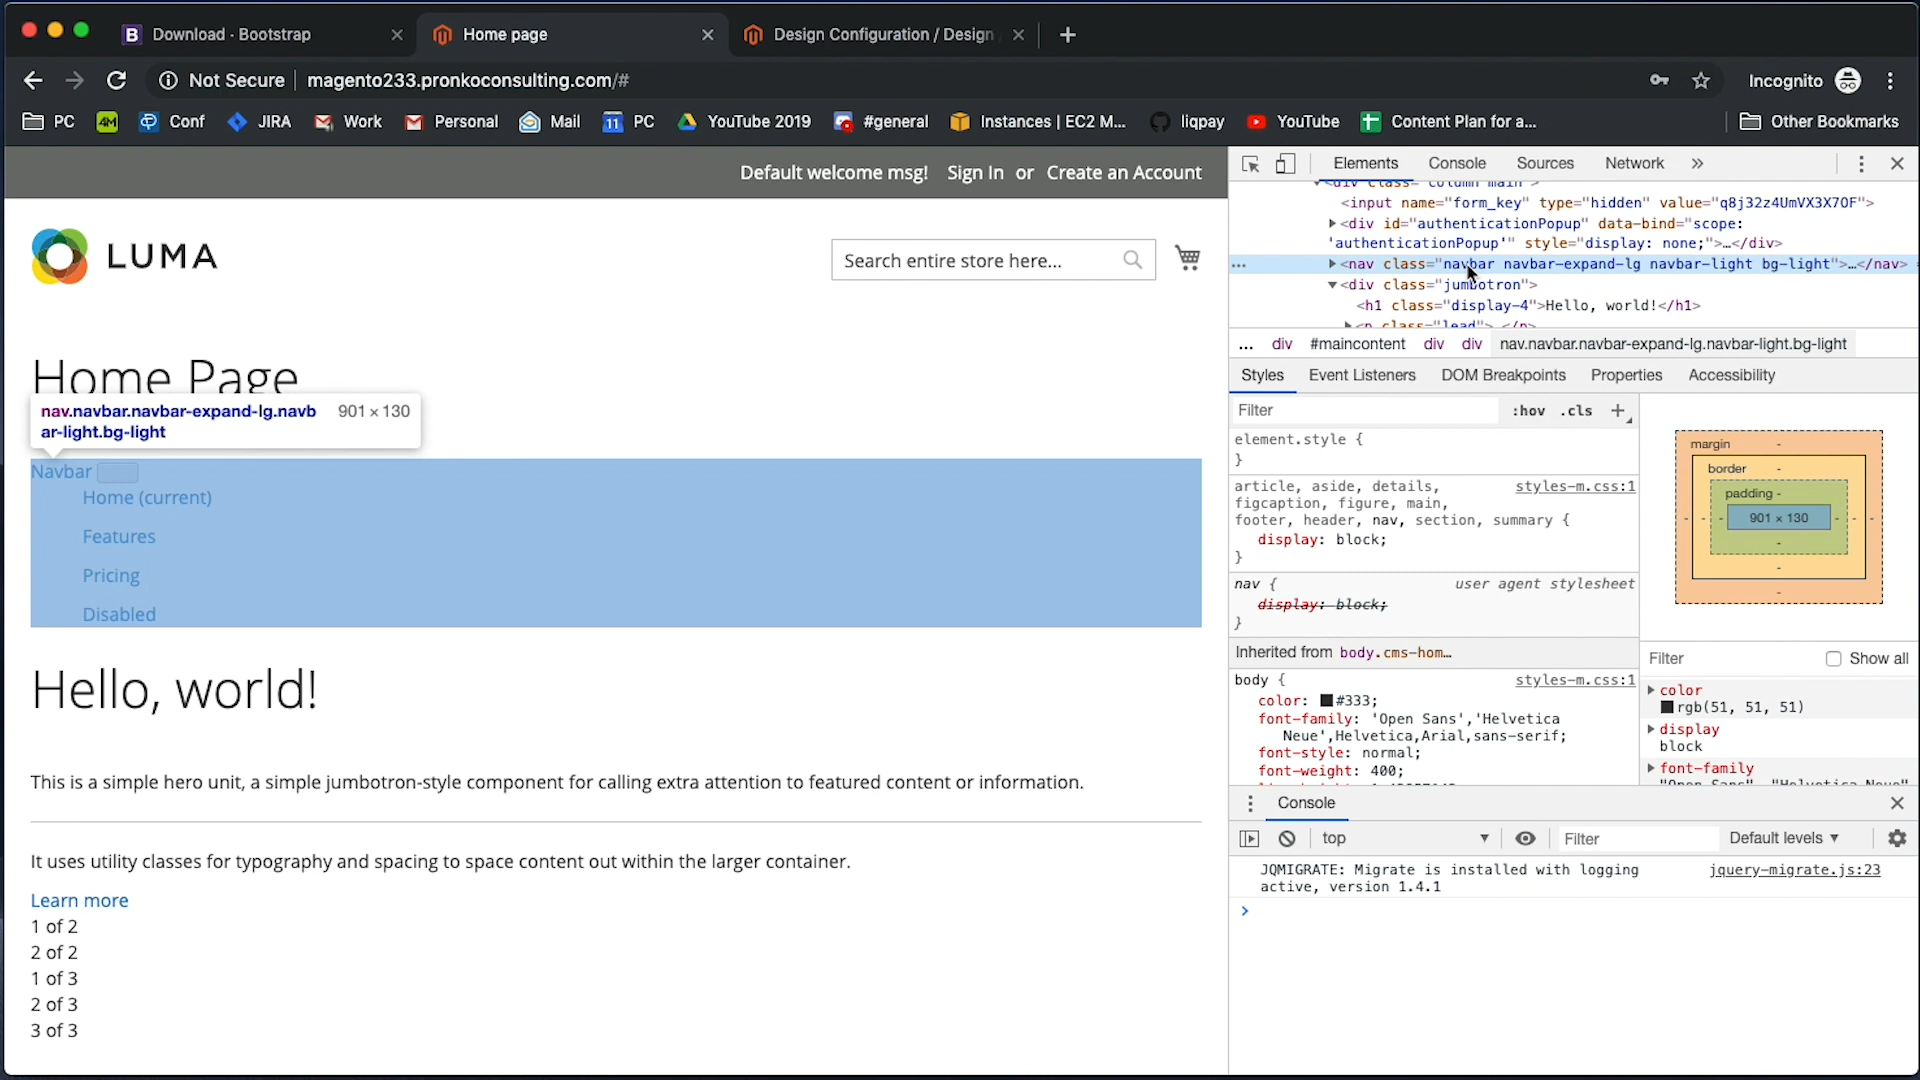 Download · Bootstrap
Home page
Design Configuration / Design
Not Secure
magento233.pronkoconsulting.com/#
Incognito
PC
4M
Conf
JIRA
Work
Personal
Mail
11
PC
YouTube 2019
#general
Instances | EC2 M...
liqpay
YouTube
Content Plan for a...
Other Bookmarks
Default welcome msg!
Sign In
or
Create an Account
LUMA
Search entire store here...
Home Page
nav.navbar.navbar-expand-lg.navb
ar-light.bg-light
901 × 130
Navbar
Home (current)
Features
Pricing
Disabled
Hello, world!
This is a simple hero unit, a simple jumbotron-style component for calling extra attention to featured content or information.
It uses utility classes for typography and spacing to space content out within the larger container.
Learn more
1 of 2
2 of 2
1 of 3
2 of 3
3 of 3
Elements
Console
Sources
Network
»
<div class="column main">
<input name="form_key" type="hidden" value="q8j32z4UmVX3X7OF">
<div id="authenticationPopup" data-bind="scope:
'authenticationPopup'" style="display: none;">…</div>
<nav class="navbar navbar-expand-lg navbar-light bg-light">…</nav>
<div class="jumbotron">
<h1 class="display-4">Hello, world!</h1>
<p class="lead">…</p>
...
div
#maincontent
div
div
nav.navbar.navbar-expand-lg.navbar-light.bg-light
Styles
Event Listeners
DOM Breakpoints
Properties
Accessibility
Filter
:hov
.cls
+
element.style {
}
article, aside, details,
styles-m.css:1
figcaption, figure, main,
footer, header, nav, section, summary {
display: block;
}
nav {
user agent stylesheet
display: block;
}
Inherited from body.cms-hom…
body {
styles-m.css:1
color: #333;
font-family: 'Open Sans','Helvetica
Neue',Helvetica,Arial,sans-serif;
font-style: normal;
font-weight: 400;
margin
-
border
-
padding -
901 × 130
Filter
Show all
color
rgb(51, 51, 51)
display
block
font-family
"Open Sans", "Helvetica Neue"
Console
top
Filter
Default levels
JQMIGRATE: Migrate is installed with logging
active, version 1.4.1
jquery-migrate.js:23